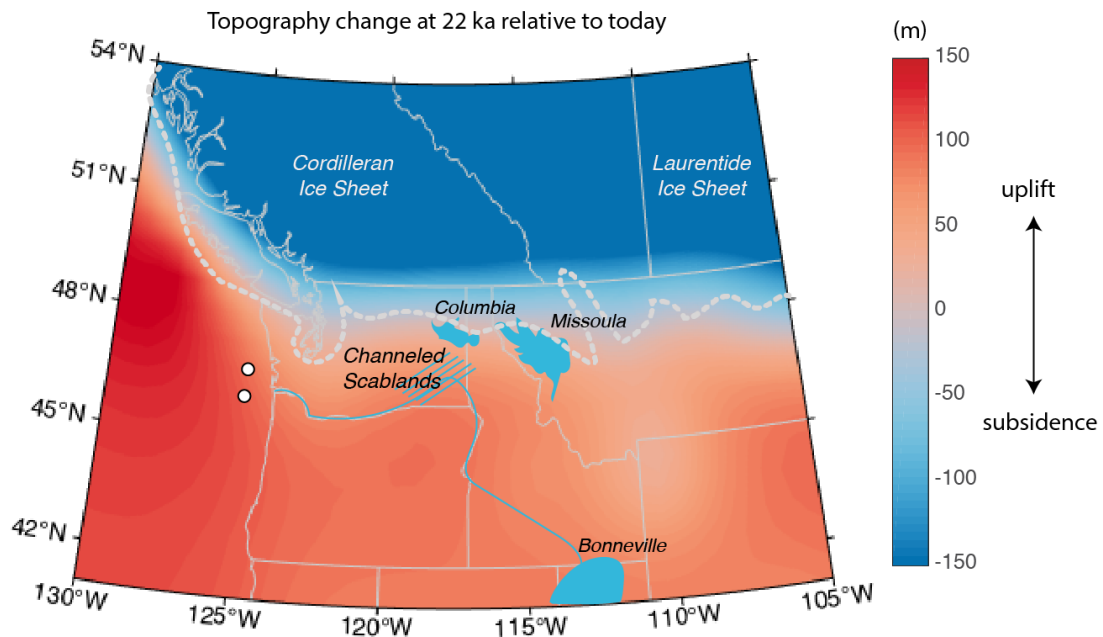 Topography change at 22 ka relative to today
(m)
54°N
51°N
48°N
45°N
42°N
130°W
125°W
120°W
115°W
110°W
105°W
Cordilleran
Ice Sheet
Laurentide
Ice Sheet
Columbia
Missoula
Channeled
Scablands
Bonneville
150
100
50
0
-50
-100
-150
uplift
subsidence